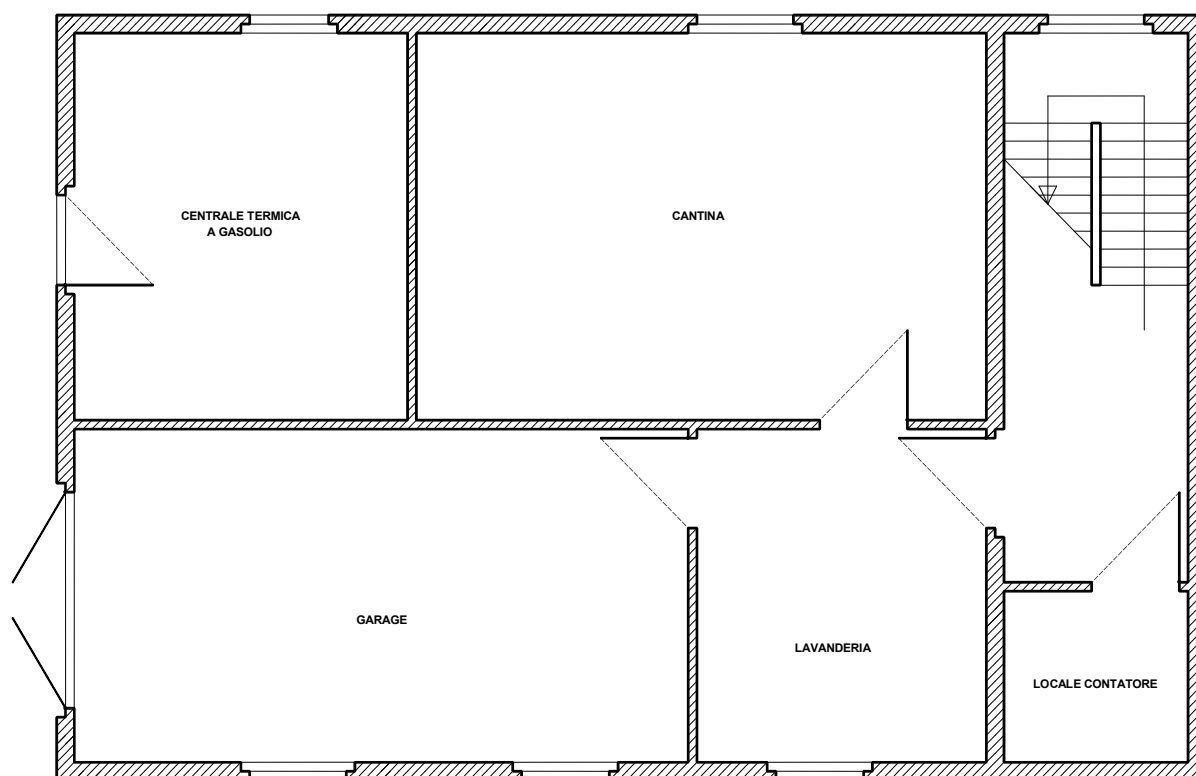 CENTRALE TERMICA
A GASOLIO
CANTINA
GARAGE
LAVANDERIA
LOCALE CONTATORE